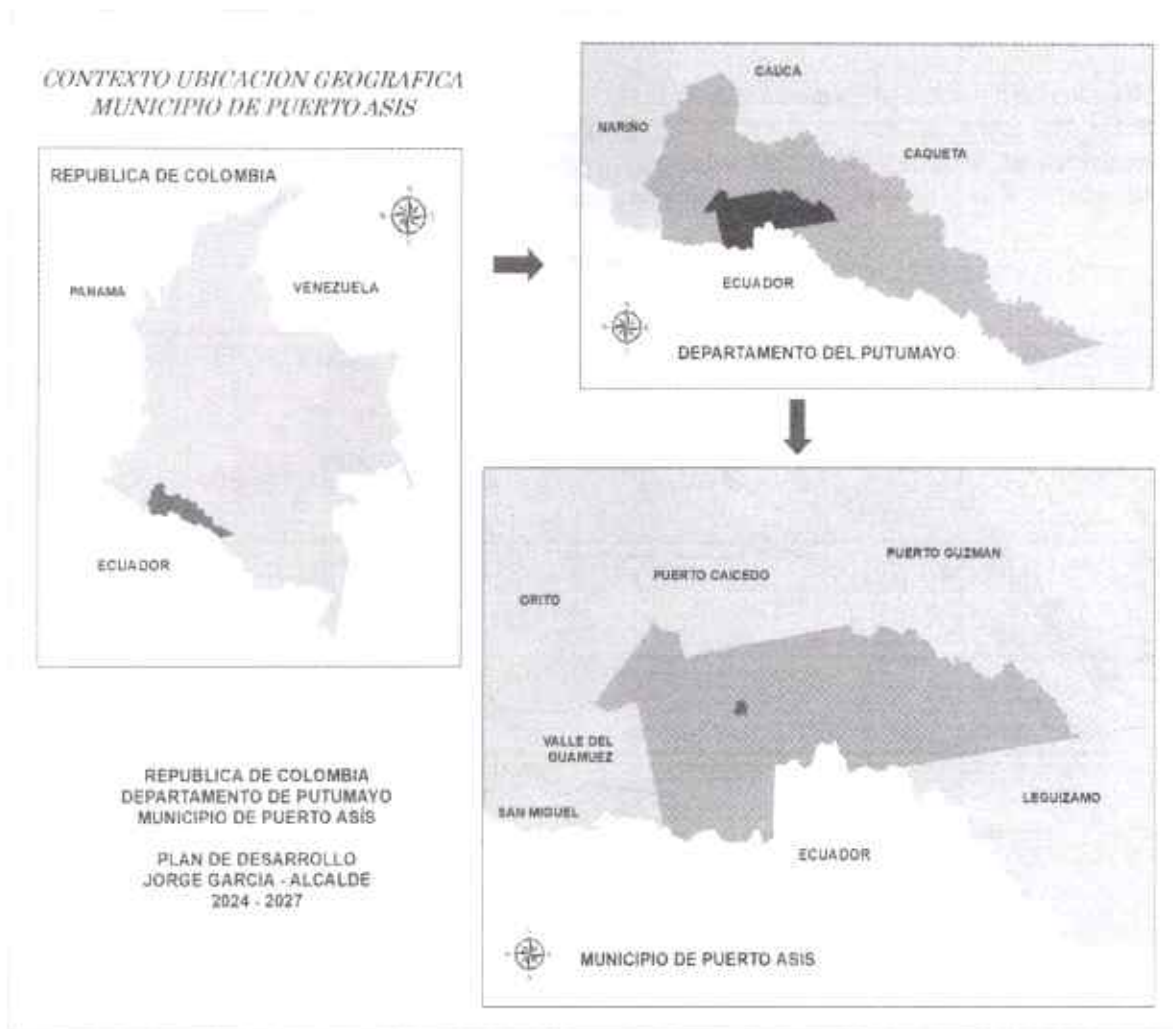 CONTEXTO UBICACION GEOGRAFICA
MUNICIPIO DE PUERTO ASIS
REPUBLICA DE COLOMBIA
PANAMA
VENEZUELA
ECUADOR
CAUCA
NARIÑO
CAQUETA
ECUADOR
DEPARTAMENTO DEL PUTUMAYO
PUERTO GUZMAN
PUERTO CAICEDO
ORITO
VALLE DEL
GUAMUEZ
SAN MIGUEL
LEGUIZAMO
ECUADOR
MUNICIPIO DE PUERTO ASIS
REPUBLICA DE COLOMBIA
DEPARTAMENTO DE PUTUMAYO
MUNICIPIO DE PUERTO ASÍS
PLAN DE DESARROLLO
JORGE GARCIA - ALCALDE
2024 - 2027